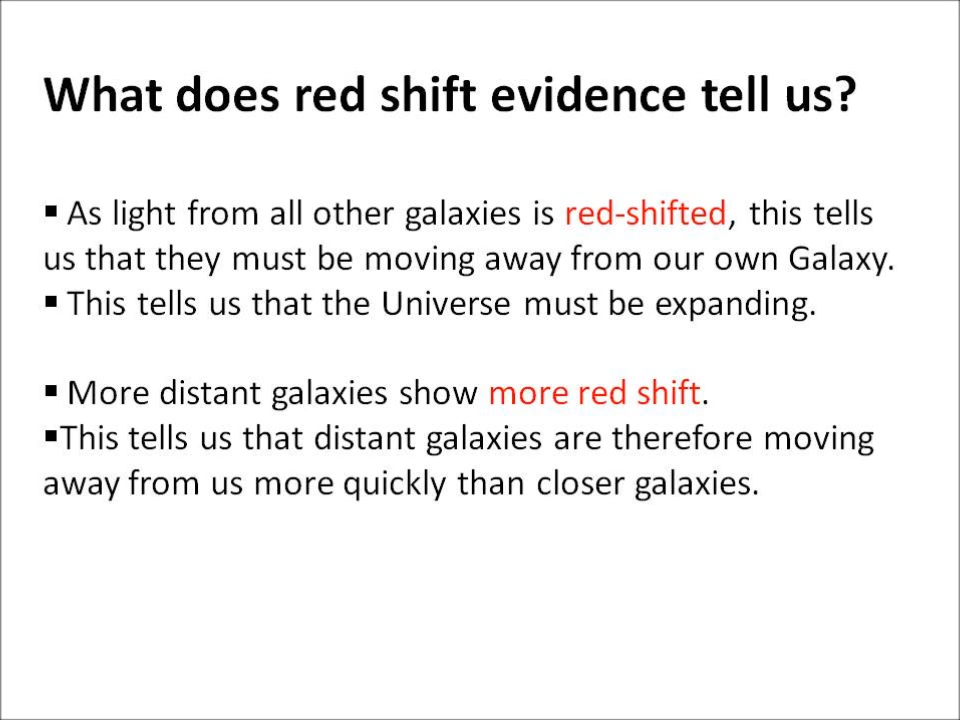 What does red shift evidence tell us?
▪ As light from all other galaxies is red-shifted, this tells
us that they must be moving away from our own Galaxy.
▪ This tells us that the Universe must be expanding.
▪ More distant galaxies show more red shift.
▪This tells us that distant galaxies are therefore moving
away from us more quickly than closer galaxies.